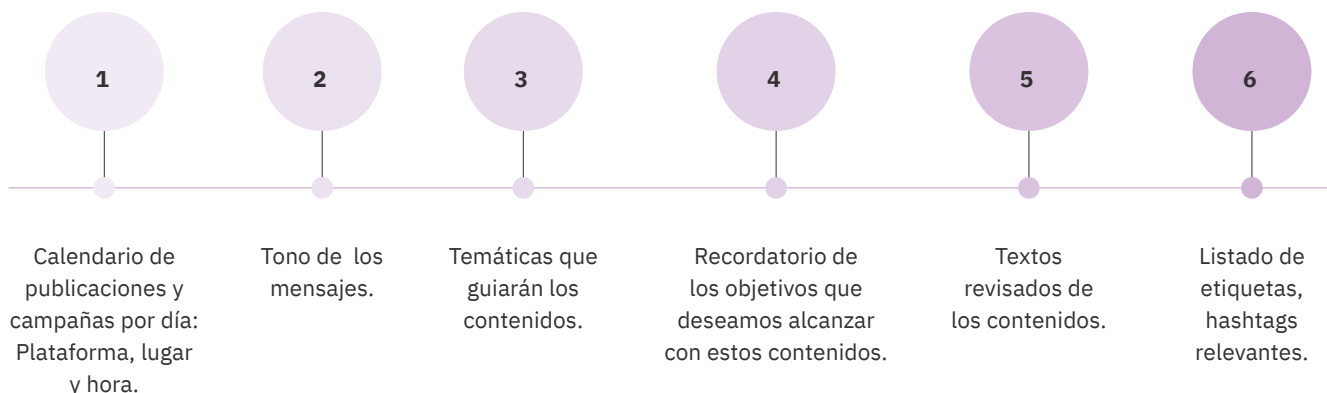 1
Calendario de
publicaciones y
campañas por día:
Plataforma, lugar
y hora.
2
Tono de  los
mensajes.
3
Temáticas que
guiarán los
contenidos.
4
Recordatorio de
los objetivos que
deseamos alcanzar
con estos contenidos.
5
Textos
revisados de
los contenidos.
6
Listado de
etiquetas,
hashtags
relevantes.